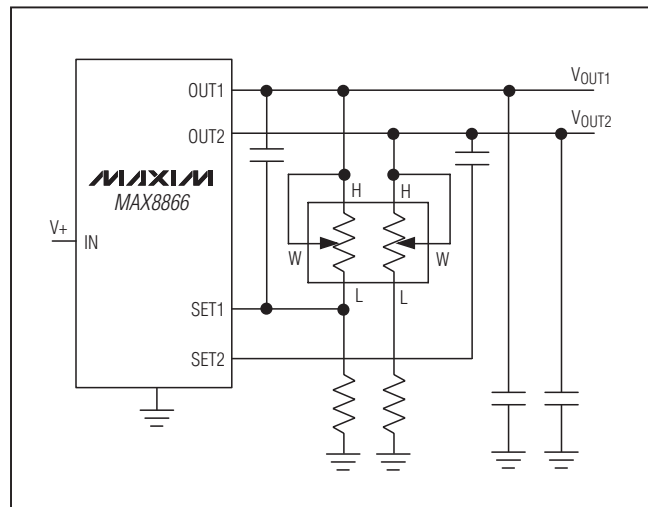 OUT1
VOUT1
OUT2
VOUT2
MAXIM
MAX8866
H
H
V+
IN
W
W
L
L
SET1
SET2